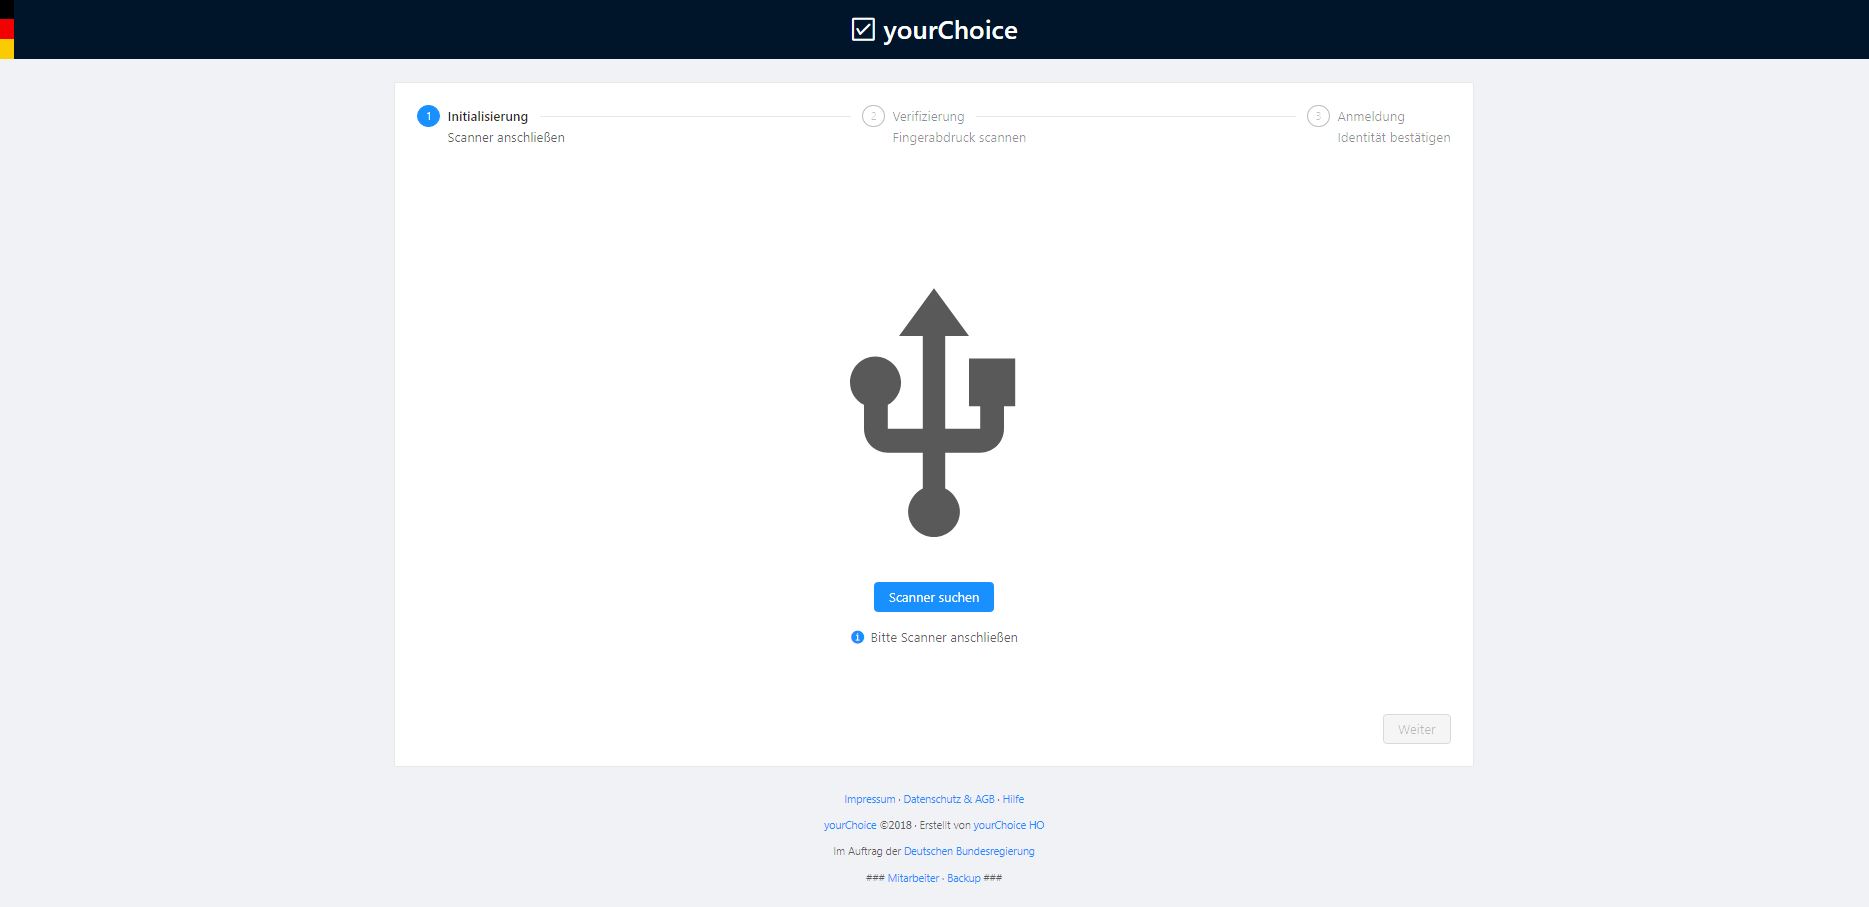 yourChoice
1 Initialisierung
Scanner anschließen
2 Verifizierung
Fingerabdruck scannen
3 Anmeldung
Identität bestätigen
Scanner suchen
Bitte Scanner anschließen
Weiter
Impressum · Datenschutz & AGB · Hilfe
yourChoice ©2018 · Erstellt von yourChoice HO
Im Auftrag der Deutschen Bundesregierung
### Mitarbeiter · Backup ###